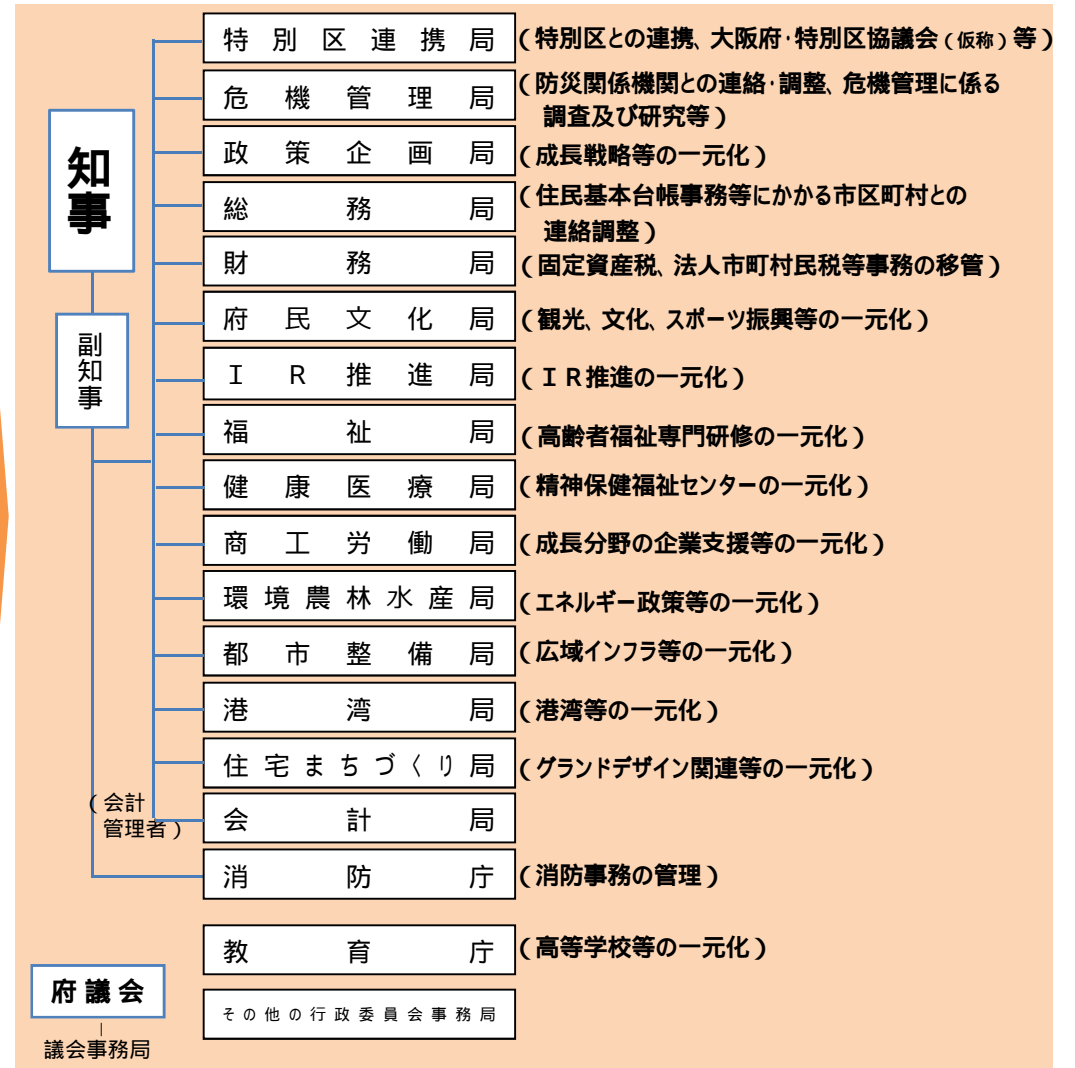 知事
副知事
特別区連携局
(特別区との連携、大阪府・特別区協議会(仮称)等)
危機管理局
(防災関係機関との連絡・調整、危機管理に係る
調査及び研究等)
政策企画局
(成長戦略等の一元化)
総務局
(住民基本台帳事務等にかかる市区町村との
連絡調整)
財務局
(固定資産税、法人市町村民税等事務の移管)
府民文化局
(観光、文化、スポーツ振興等の一元化)
IR推進局
(IR推進の一元化)
福祉局
(高齢者福祉専門研修の一元化)
健康医療局
(精神保健福祉センターの一元化)
商工労働局
(成長分野の企業支援等の一元化)
環境農林水産局
(エネルギー政策等の一元化)
都市整備局
(広域インフラ等の一元化)
港湾局
(港湾等の一元化)
住宅まちづくり局
(グランドデザイン関連等の一元化)
(会計
管理者)
会計局
消防庁
(消防事務の管理)
教育庁
(高等学校等の一元化)
その他の行政委員会事務局
府議会
議会事務局